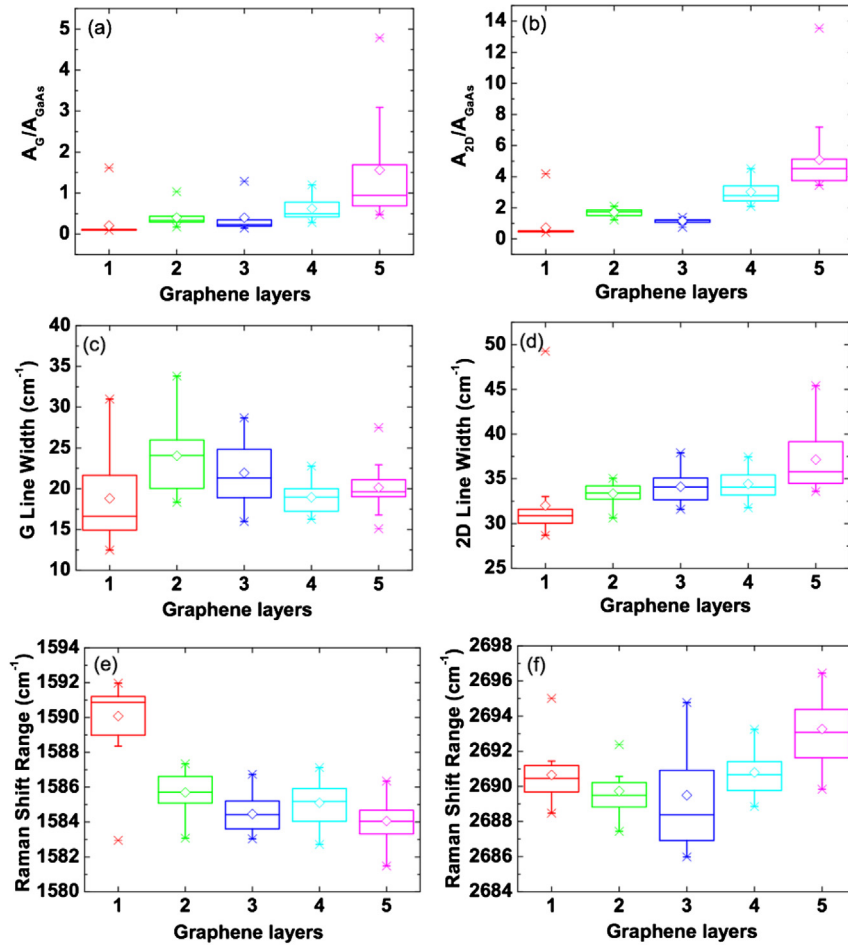 (a)
5
4
3
2
1
0
A_G/A_GaAs
1 2 3 4 5
Graphene layers
(b)
14
12
10
8
6
4
2
0
A_2D/A_GaAs
1 2 3 4 5
Graphene layers
(c)
40
35
30
25
20
15
10
G Line Width (cm⁻¹)
1 2 3 4 5
Graphene layers
(d)
50
45
40
35
30
25
2D Line Width (cm⁻¹)
1 2 3 4 5
Graphene layers
(e)
1594
1592
1590
1588
1586
1584
1582
1580
Raman Shift Range (cm⁻¹)
1 2 3 4 5
Graphene layers
(f)
2698
2696
2694
2692
2690
2688
2686
2684
Raman Shift Range (cm⁻¹)
1 2 3 4 5
Graphene layers